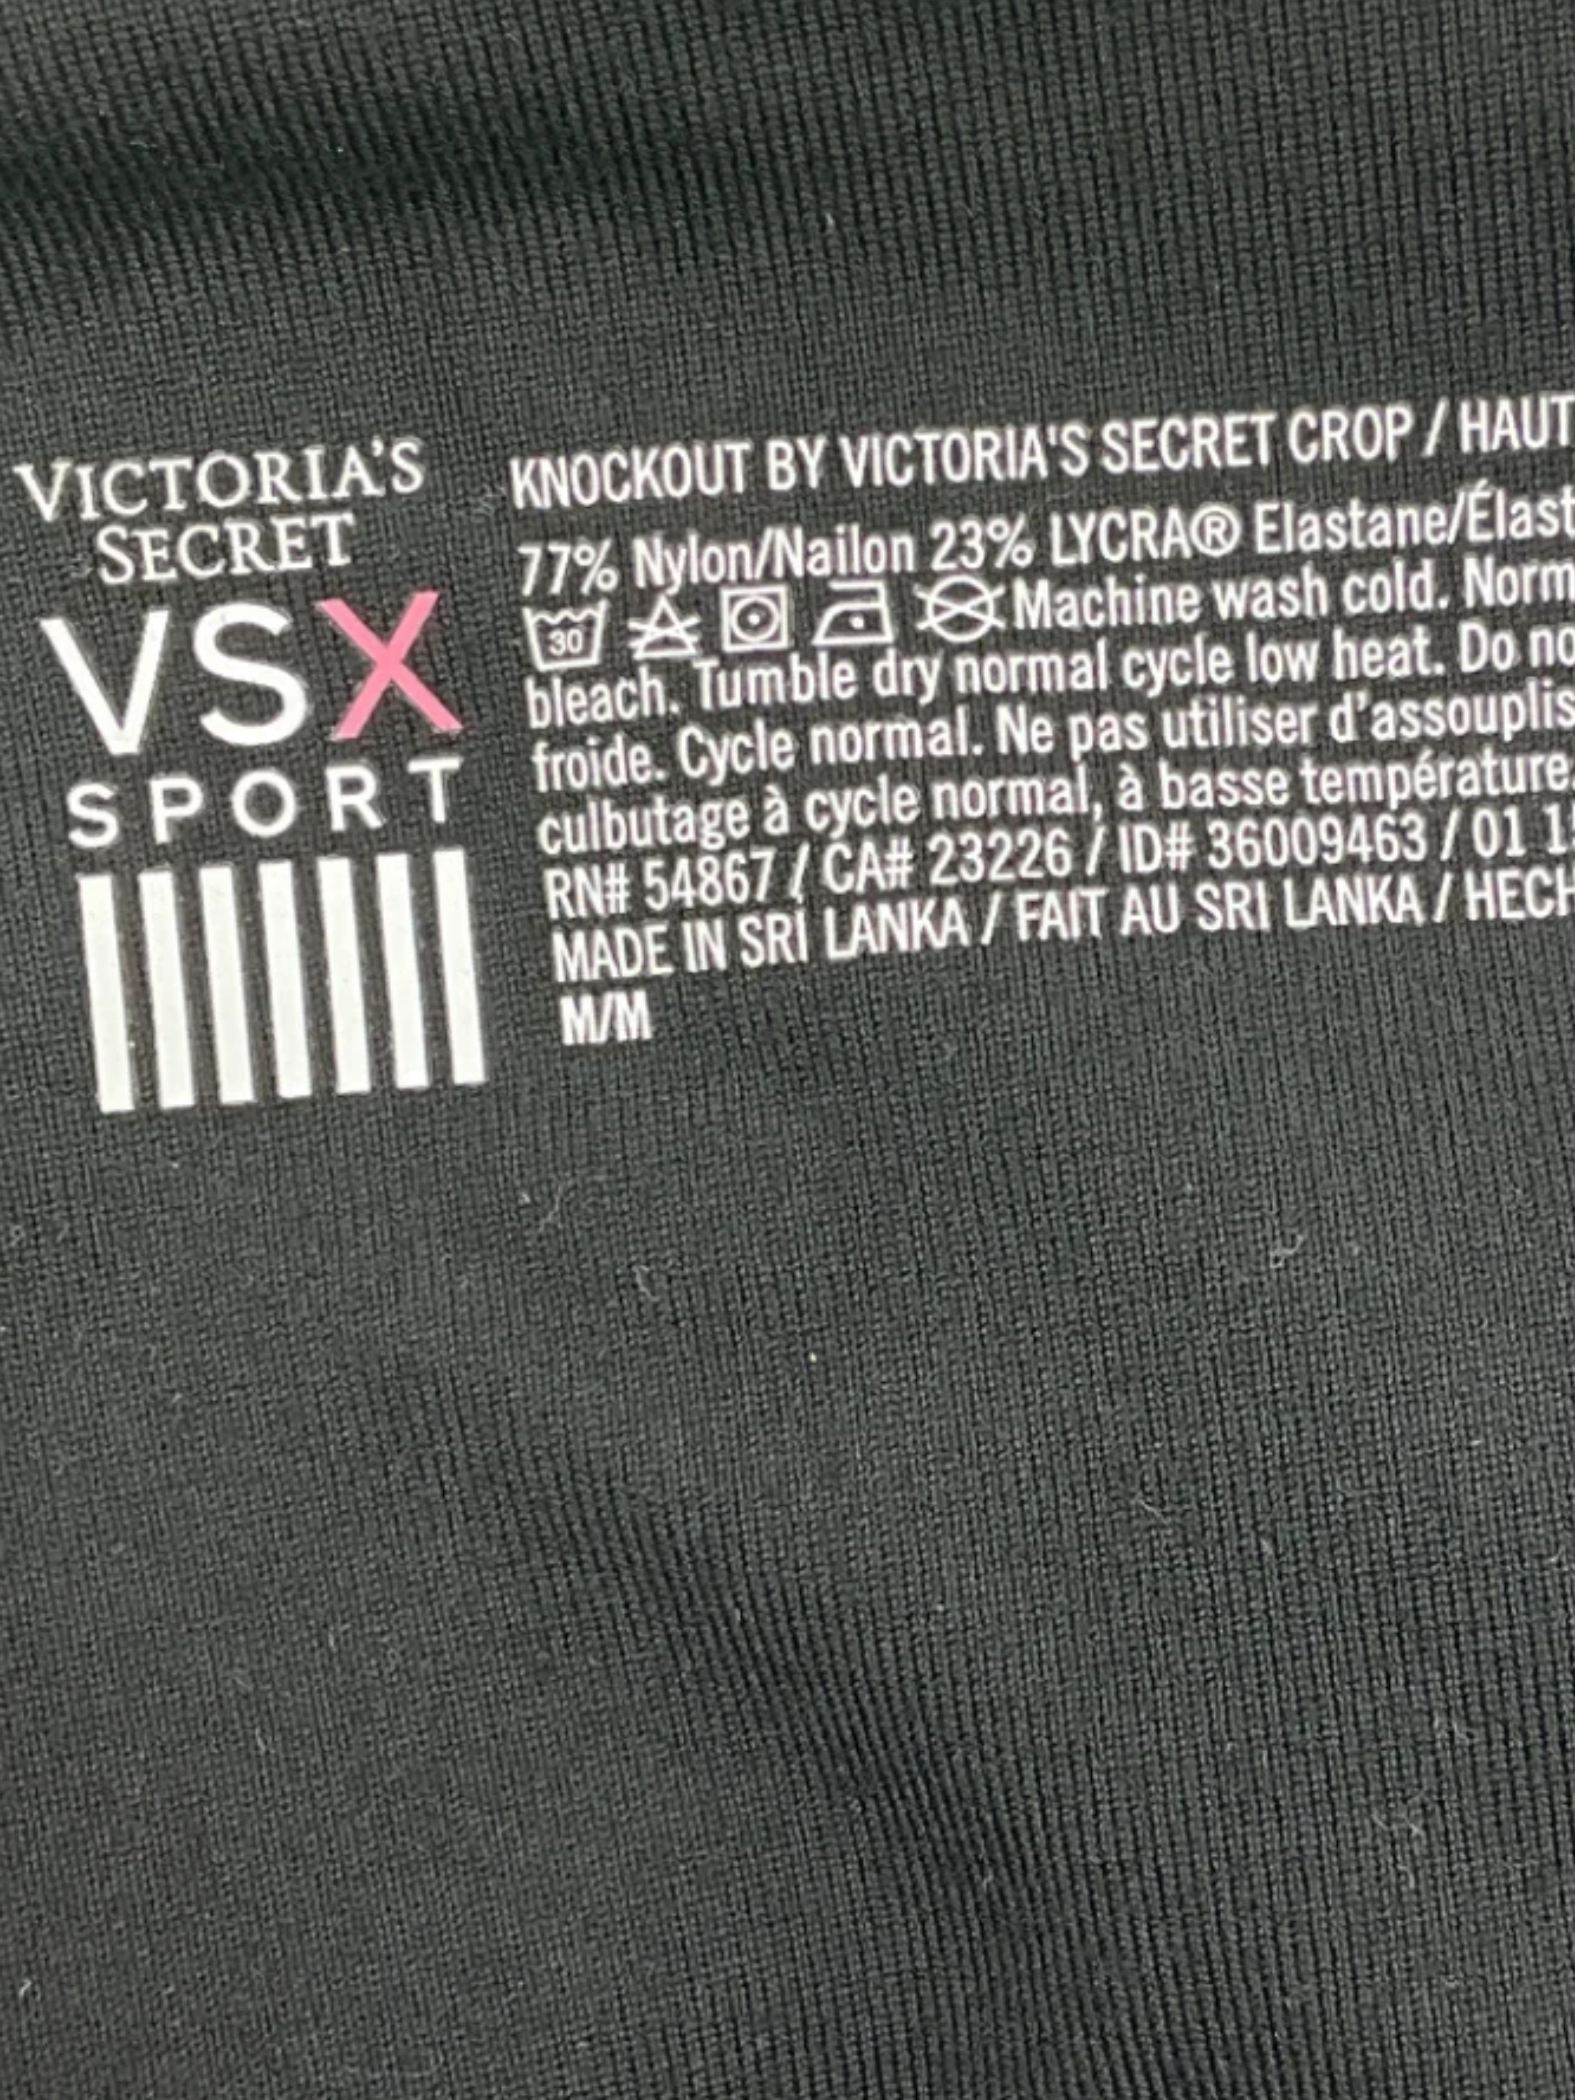 VICTORIA'S
SECRET
VSX
SPORT
KNOCKOUT BY VICTORIA'S SECRET CROP / HAUT
77% Nylon/Nailon 23% LYCRA® Elastane/Élast
30 Machine wash cold. Norm
bleach. Tumble dry normal cycle low heat. Do no
froide. Cycle normal. Ne pas utiliser d'assouplis
culbutage à cycle normal, à basse température.
RN# 54867 / CA# 23226 / ID# 36009463 / 01 1
MADE IN SRI LANKA / FAIT AU SRI LANKA / HECH
M/M